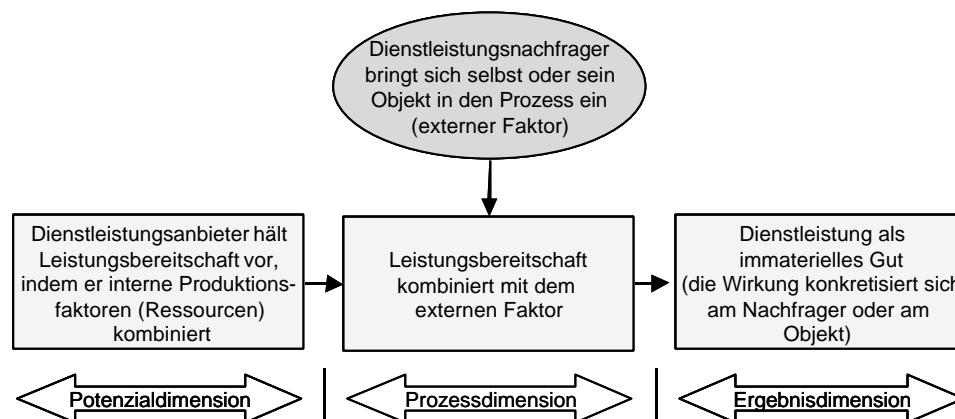 Dienstleistungsnachfrager
bringt sich selbst oder sein
Objekt in den Prozess ein
(externer Faktor)
Dienstleistungsanbieter hält
Leistungsbereitschaft vor,
indem er interne Produktions-
faktoren (Ressourcen)
kombiniert
Leistungsbereitschaft
kombiniert mit dem
externen Faktor
Dienstleistung als
immaterielles Gut
(die Wirkung konkretisiert sich
am Nachfrager oder am
Objekt)
Potenzialdimension
Prozessdimension
Ergebnisdimension